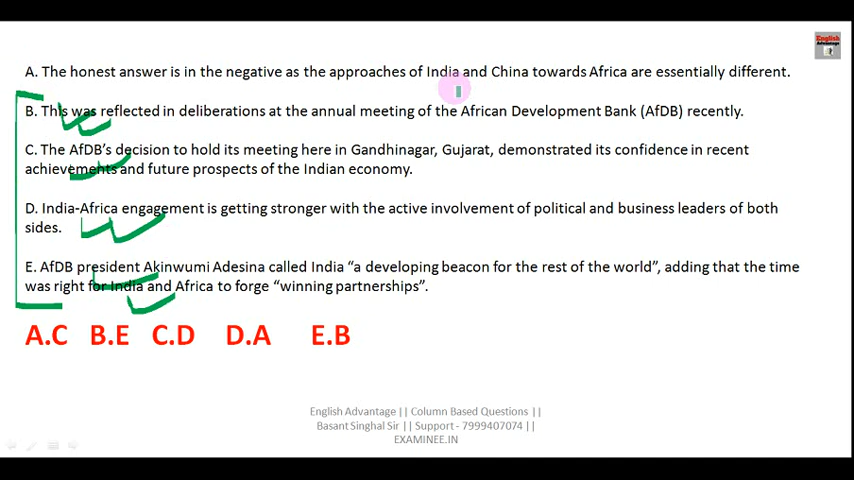 English
Advantage
A. The honest answer is in the negative as the approaches of India and China towards Africa are essentially different.
B. This was reflected in deliberations at the annual meeting of the African Development Bank (AfDB) recently.
C. The AfDB’s decision to hold its meeting here in Gandhinagar, Gujarat, demonstrated its confidence in recent
achievements and future prospects of the Indian economy.
D. India-Africa engagement is getting stronger with the active involvement of political and business leaders of both
sides.
E. AfDB president Akinwumi Adesina called India “a developing beacon for the rest of the world”, adding that the time
was right for India and Africa to forge “winning partnerships”.
A.C B.E C.D D.A E.B
English Advantage || Column Based Questions ||
Basant Singhal Sir || Support - 7999407074 ||
EXAMINEE.IN